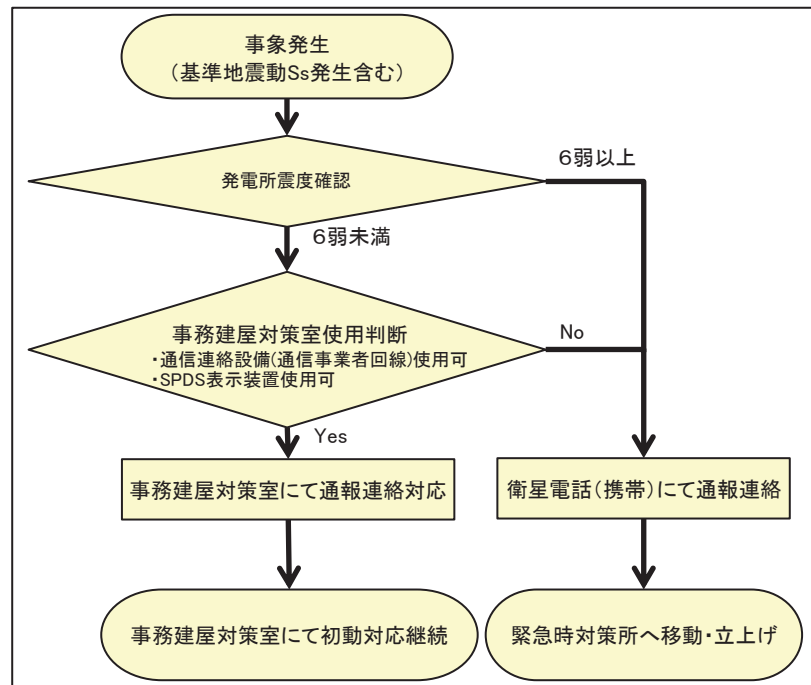 事象発生
（基準地震動Ss発生含む）
６弱以上
発電所震度確認
６弱未満
事務建屋対策室使用判断
・通信連絡設備(通信事業者回線)使用可
・SPDS表示装置使用可
No
Yes
事務建屋対策室にて通報連絡対応
衛星電話（携帯）にて通報連絡
事務建屋対策室にて初動対応継続
緊急時対策所へ移動・立上げ